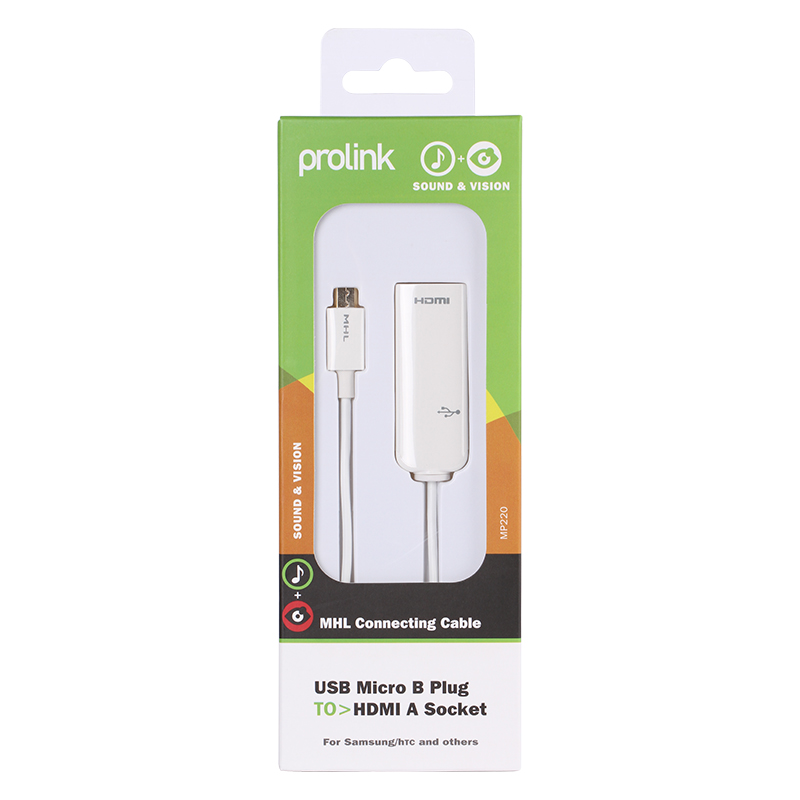 prolink
SOUND & VISION
HDMI
MHL
SOUND & VISION
MP220
MHL Connecting Cable
USB Micro B Plug
TO>HDMI A Socket
For Samsung/hTC and others